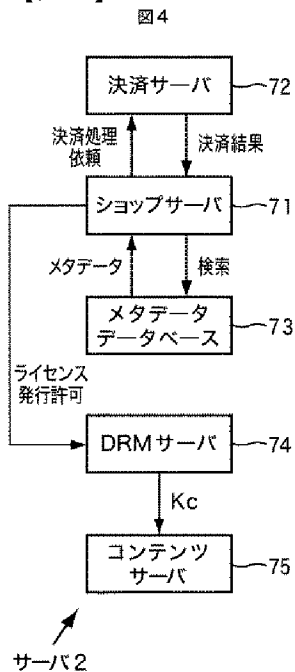 図4
決済サーバ
72
決済処理
依頼
決済結果
ショップサーバ
71
メタデータ
検索
メタデータ
データベース
73
ライセンス
発行許可
DRMサーバ
74
Kc
コンテンツ
サーバ
75
サーバ2